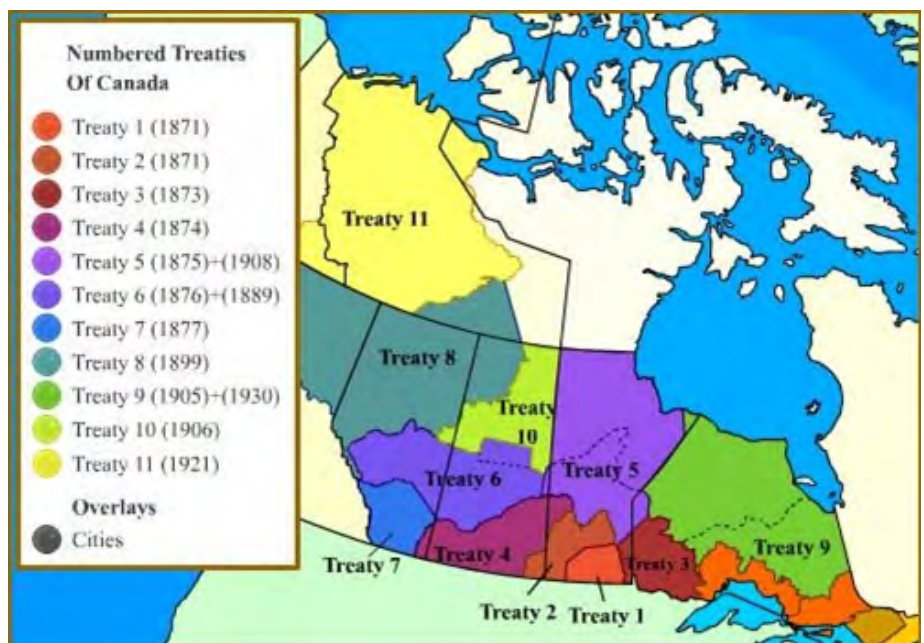 Numbered Treaties
Of Canada
Treaty 1 (1871)
Treaty 2 (1871)
Treaty 3 (1873)
Treaty 4 (1874)
Treaty 5 (1875)+(1908)
Treaty 6 (1876)+(1889)
Treaty 7 (1877)
Treaty 8 (1899)
Treaty 9 (1905)+(1930)
Treaty 10 (1906)
Treaty 11 (1921)
Overlays
Cities
Treaty 11
Treaty 8
Treaty
10
Treaty 6
Treaty 5
Treaty 7
Treaty 4
Treaty 3
Treaty 9
Treaty 2
Treaty 1